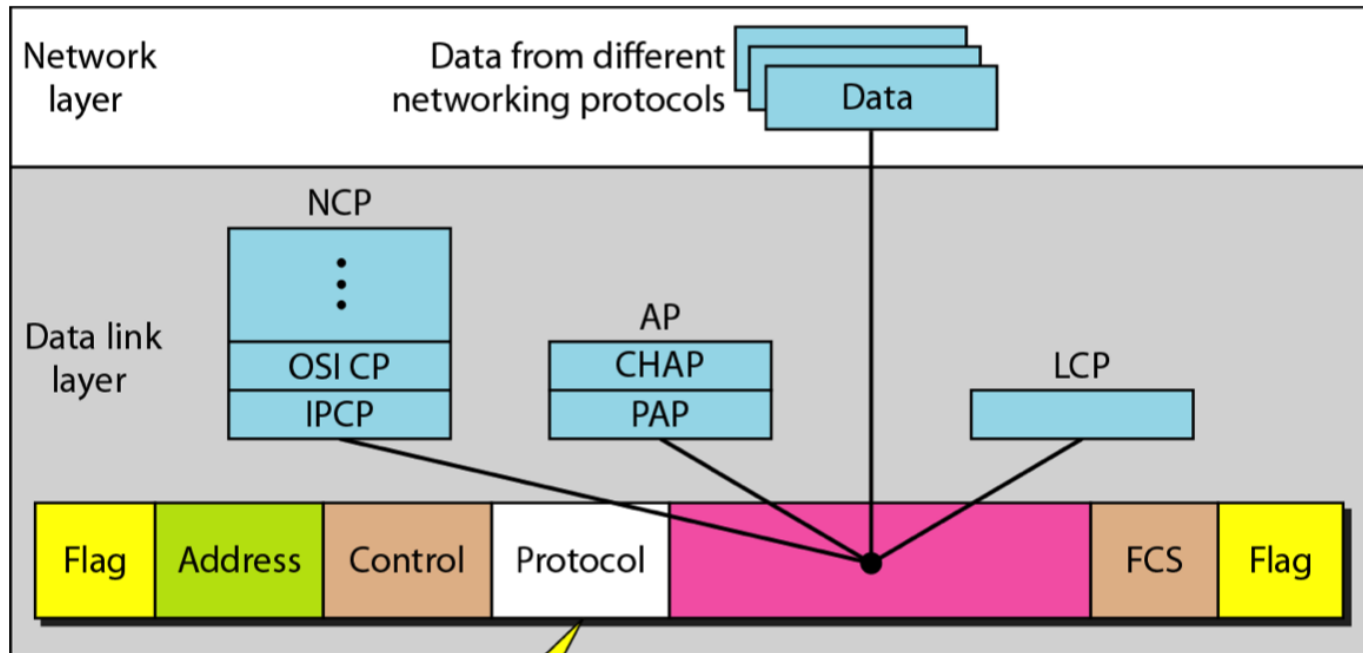 Network
layer
Data from different
networking protocols
Data
NCP
OSI CP
IPCP
Data link
layer
AP
CHAP
PAP
LCP
Flag
Address
Control
Protocol
FCS
Flag